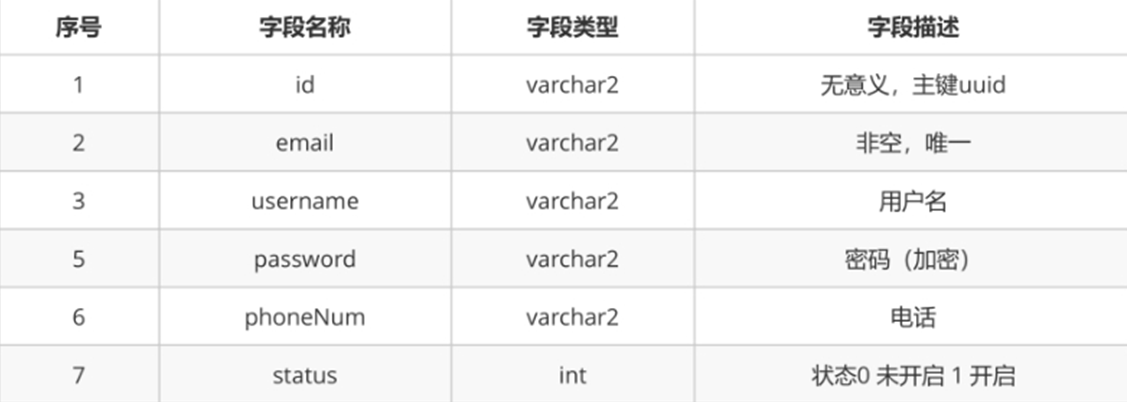 序号 字段名称 字段类型 字段描述
1 id varchar2 无意义，主键uuid
2 email varchar2 非空，唯一
3 username varchar2 用户名
5 password varchar2 密码（加密）
6 phoneNum varchar2 电话
7 status int 状态0 未开启 1 开启